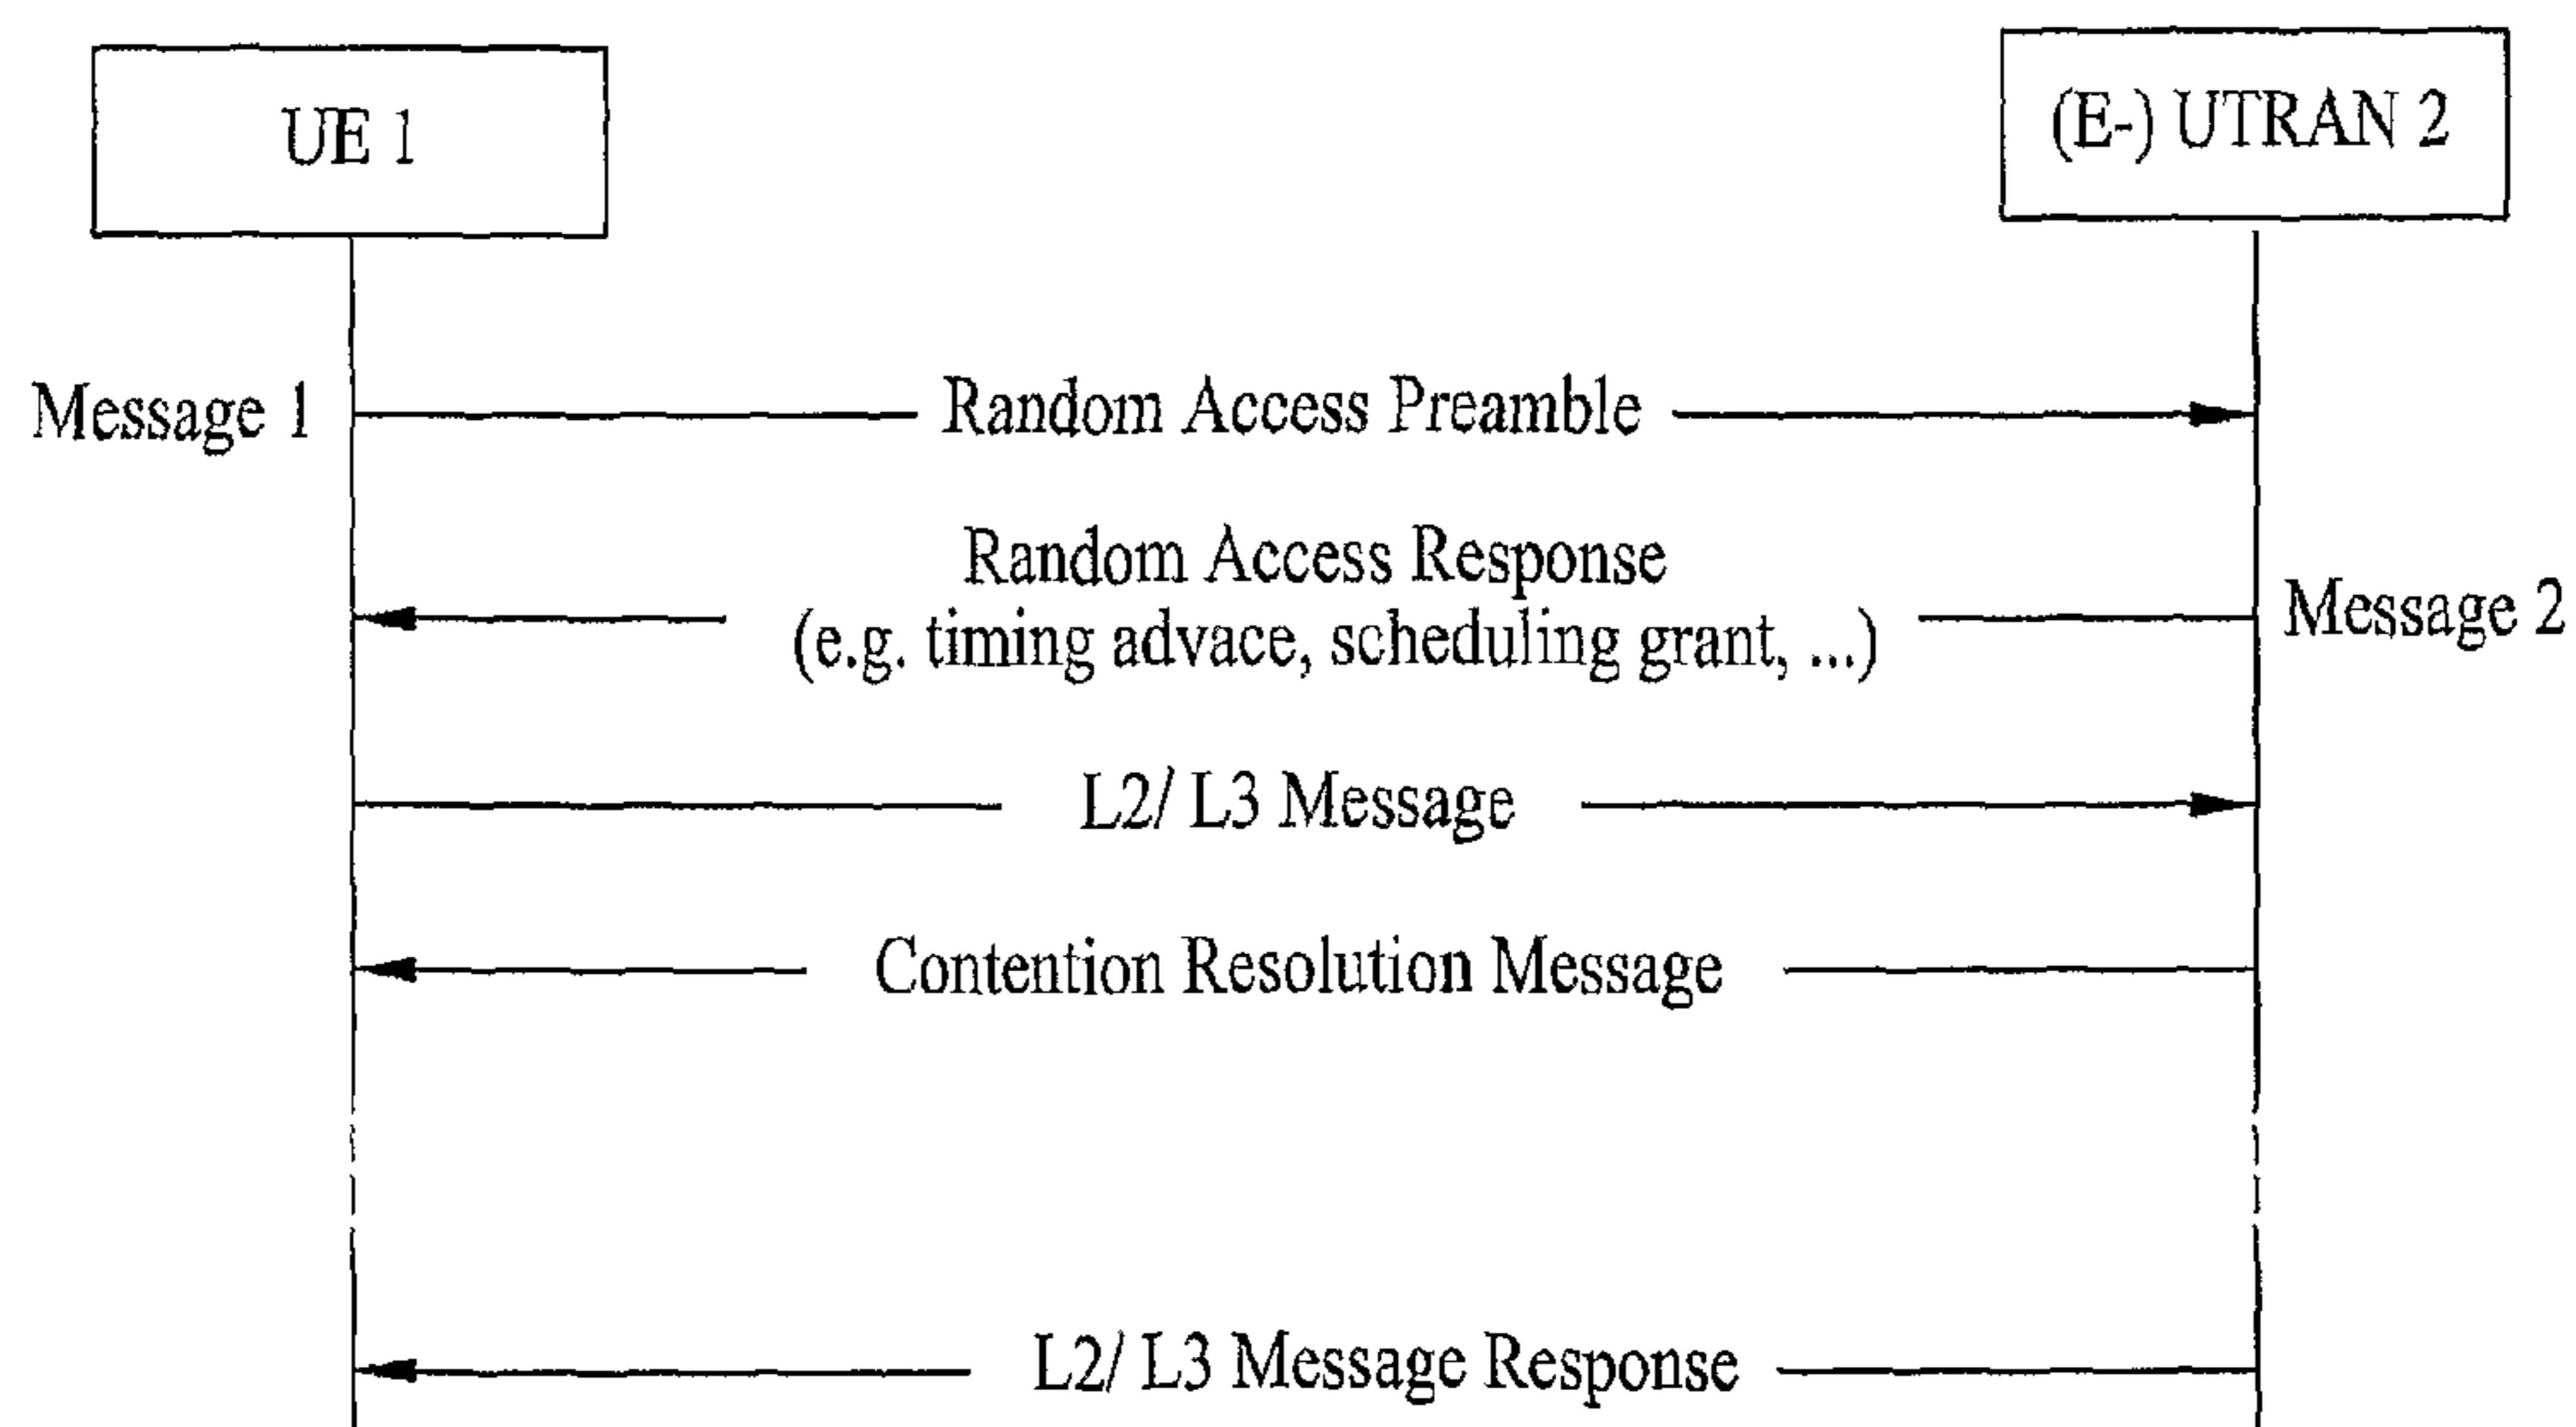 UE 1
(E-) UTRAN 2
Message 1
Random Access Preamble
Random Access Response
(e.g. timing advace, scheduling grant, ...)
Message 2
L2/ L3 Message
Contention Resolution Message
L2/ L3 Message Response